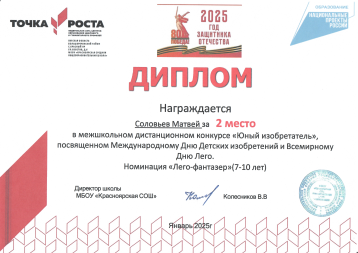 ТОЧКА РОСТА
2025
ГОД
ЗАЩИТНИКА
ОТЕЧЕСТВА
ОБРАЗОВАНИЕ
НАЦИОНАЛЬНЫЕ
ПРОЕКТЫ
РОССИИ
ДИПЛОМ
Награждается
Соловьев Матвей за 2 место
в межшкольном дистанционном конкурсе «Юный изобретатель»,
посвященном Международному Дню Детских изобретений и Всемирному
Дню Лего.
Номинация «Лего-фантазер»(7-10 лет)
Директор школы
МБОУ «Красноярская СОШ» Колесников В.В
Январь 2025г